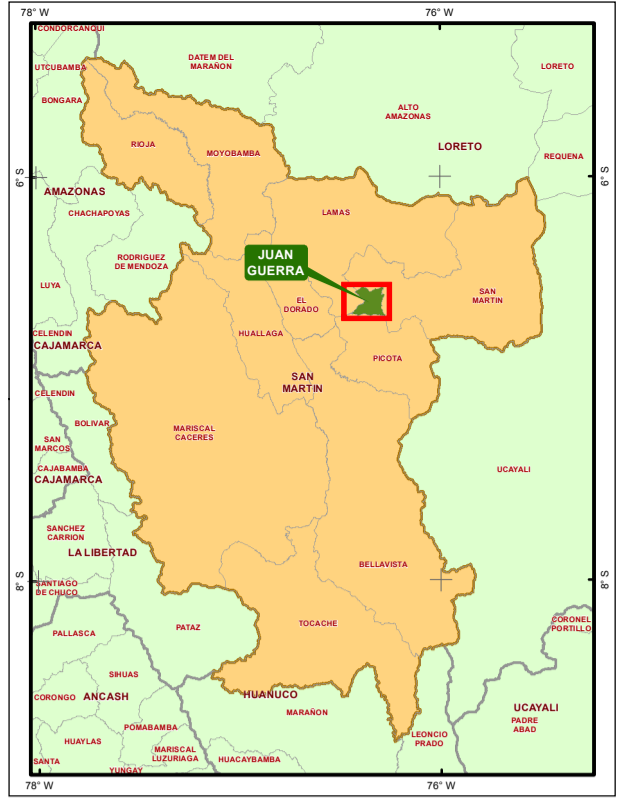 78° W
76° W
CONDORCANQUI
DATEM DEL
MARAÑON
UTCUBAMBA
LORETO
BONGARA
ALTO
AMAZONAS
RIOJA
MOYOBAMBA
LORETO
REQUENA
6° S
6° S
AMAZONAS
CHACHAPOYAS
LAMAS
JUAN
GUERRA
RODRIGUEZ
DE MENDOZA
LUYA
SAN
MARTIN
EL
DORADO
CELENDIN
CAJAMARCA
HUALLAGA
PICOTA
SAN
MARTIN
CELENDIN
BOLIVAR
MARISCAL
CACERES
SAN
MARCOS
CAJABAMBA
CAJAMARCA
UCAYALI
SANCHEZ
CARRION
LA LIBERTAD
BELLAVISTA
8° S
8° S
SANTIAGO
DE CHUCO
PALLASCA
PATAZ
TOCACHE
CORONEL
PORTILLO
SIHUAS
CORONGO
ANCASH
HUANUCO
MARAÑON
UCAYALI
PADRE
ABAD
POMABAMBA
HUAYLAS
MARISCAL
LUZURIAGA
LEONCIO
PRADO
SANTA
YUNGAY
HUACAYBAMBA
78° W
76° W